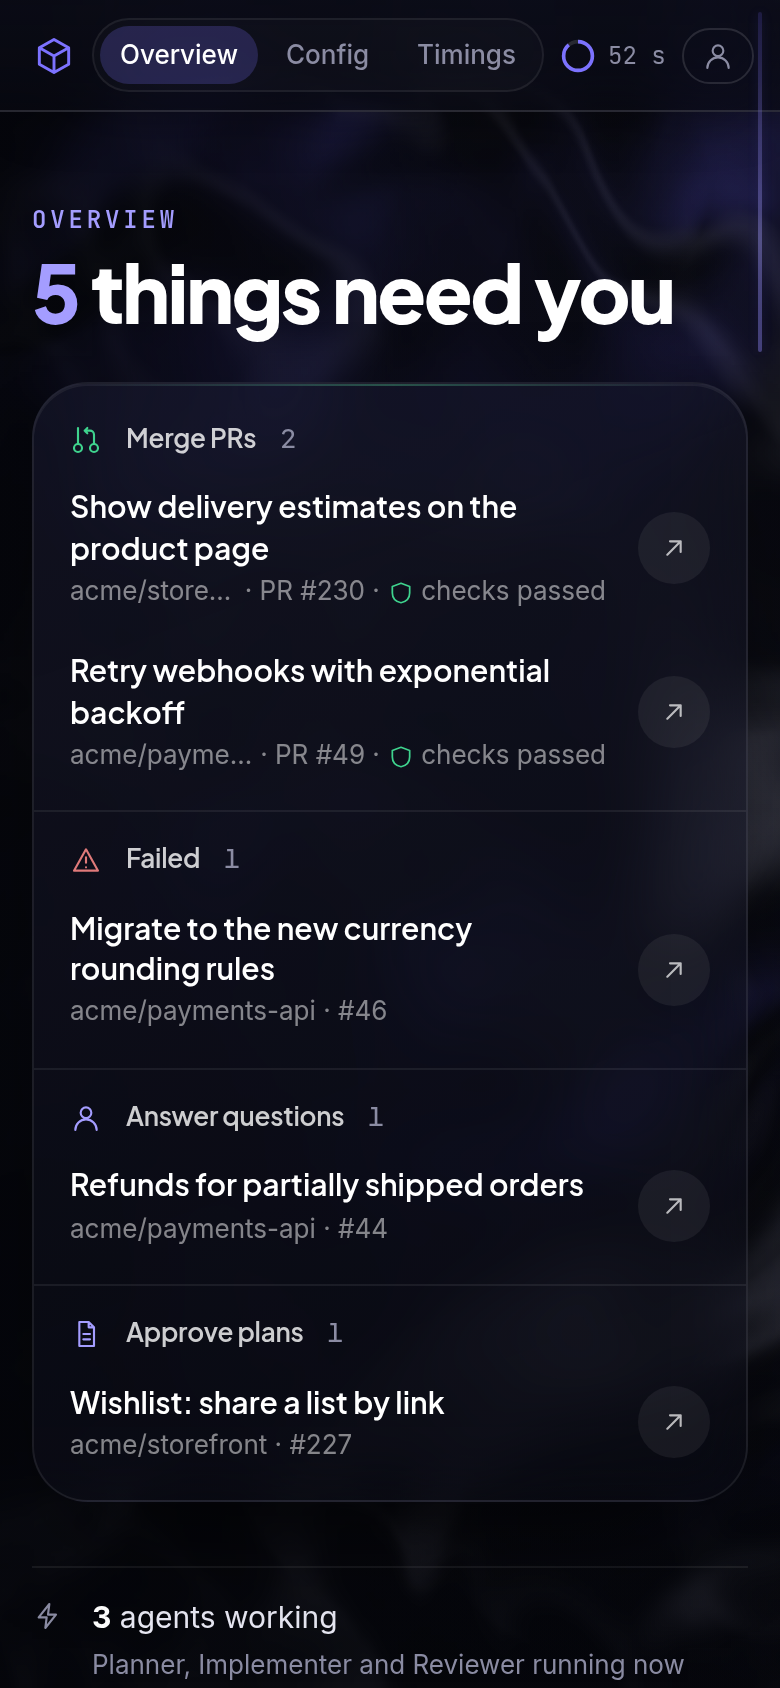 Overview Config Timings 52 s
OVERVIEW
5 things need you
Merge PRs 2
Show delivery estimates on the
product page
acme/store... · PR #230 · checks passed
Retry webhooks with exponential
backoff
acme/payme... · PR #49 · checks passed
Failed 1
Migrate to the new currency
rounding rules
acme/payments-api · #46
Answer questions 1
Refunds for partially shipped orders
acme/payments-api · #44
Approve plans 1
Wishlist: share a list by link
acme/storefront · #227
3 agents working
Planner, Implementer and Reviewer running now